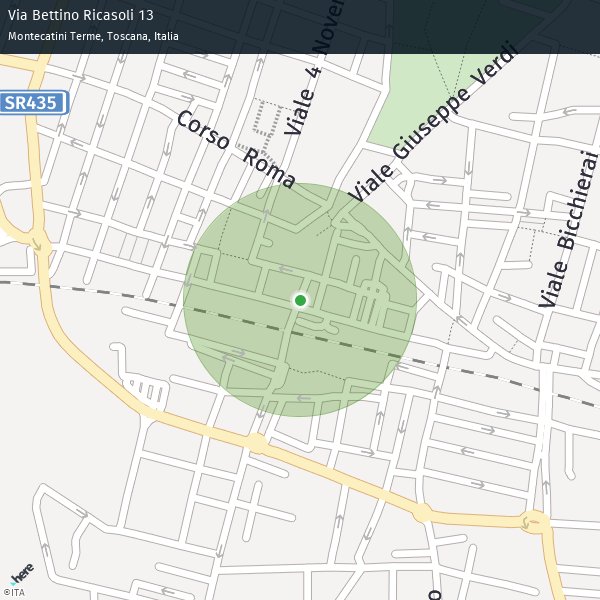 Via Bettino Ricasoli 13
Montecatini Terme, Toscana, Italia
SR435
Viale 4 Nover
Viale Giuseppe Verdi
Corso Roma
Viale Bicchierai
here
©ITA
o